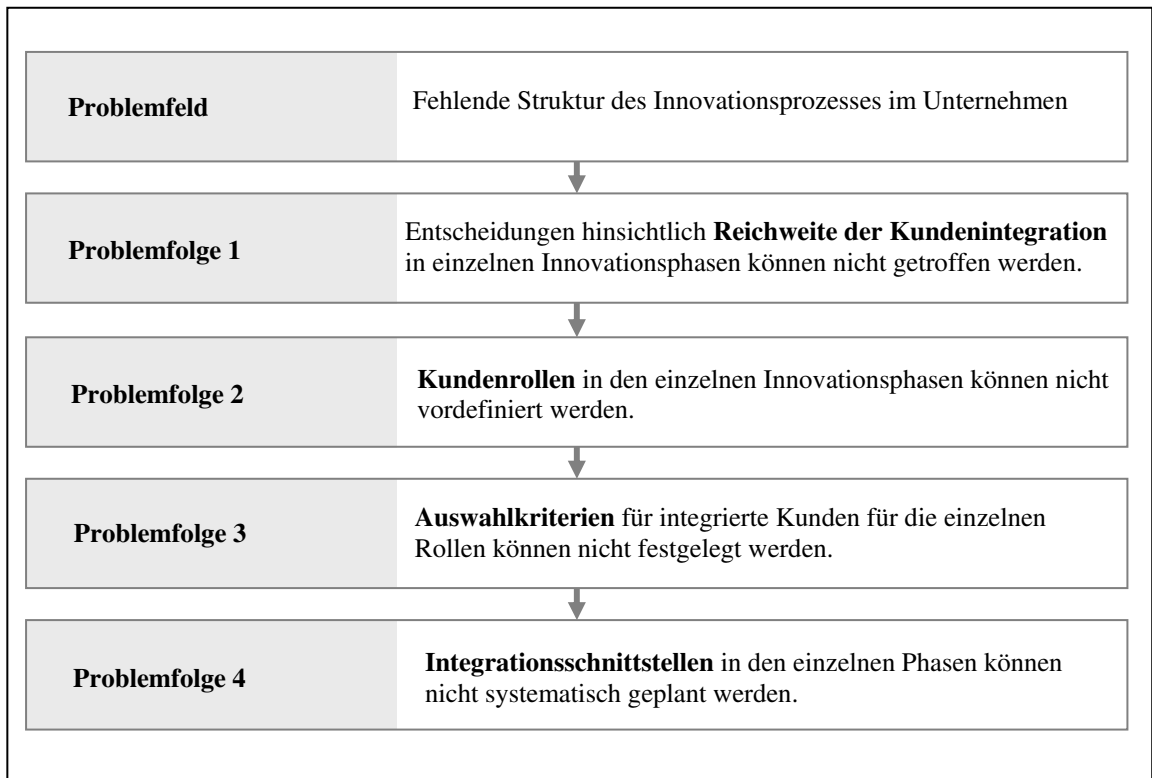 Problemfeld
Fehlende Struktur des Innovationsprozesses im Unternehmen
Problemfolge 1
Entscheidungen hinsichtlich Reichweite der Kundenintegration
in einzelnen Innovationsphasen können nicht getroffen werden.
Problemfolge 2
Kundenrollen in den einzelnen Innovationsphasen können nicht
vordefiniert werden.
Problemfolge 3
Auswahlkriterien für integrierte Kunden für die einzelnen
Rollen können nicht festgelegt werden.
Problemfolge 4
Integrationsschnittstellen in den einzelnen Phasen können
nicht systematisch geplant werden.